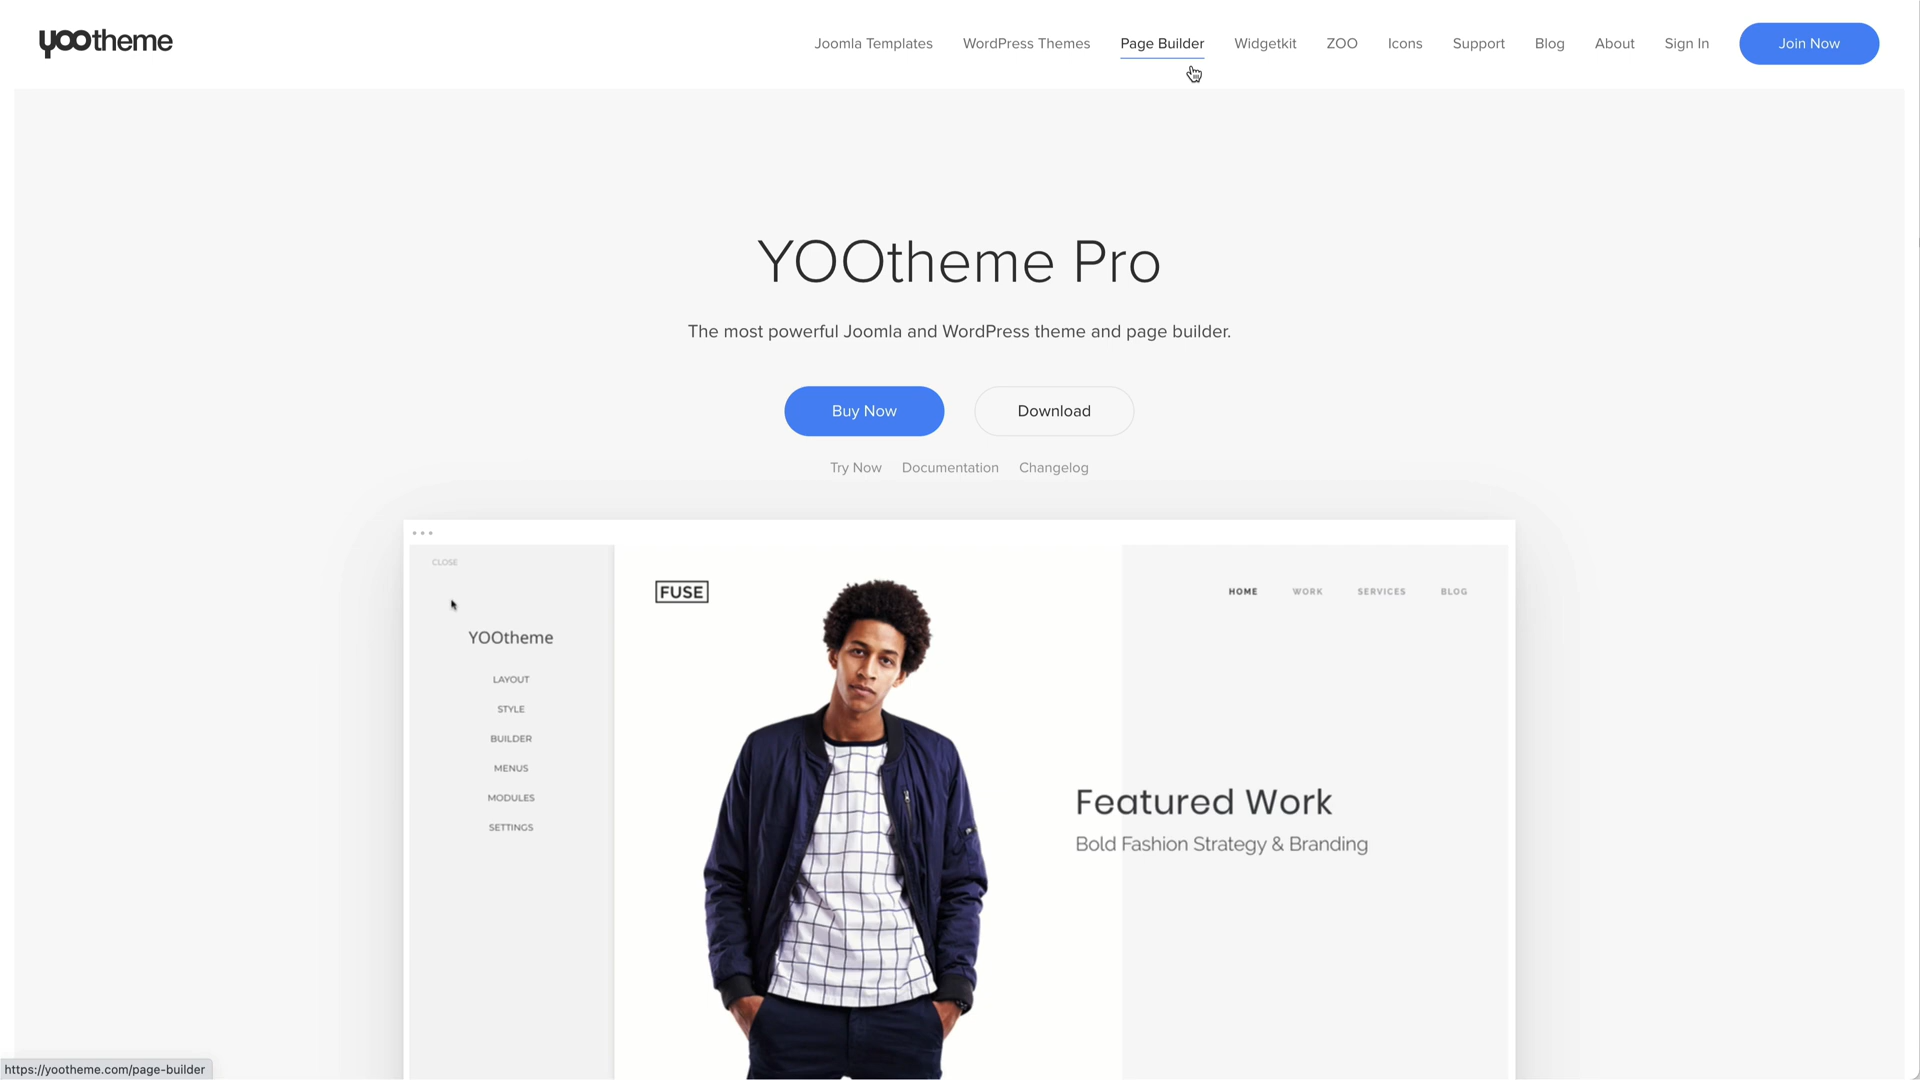 yootheme
Joomla Templates
WordPress Themes
Page Builder
Widgetkit
ZOO
Icons
Support
Blog
About
Sign In
Join Now
YOOtheme Pro
The most powerful Joomla and WordPress theme and page builder.
Buy Now
Download
Try Now
Documentation
Changelog
CLOSE
YOOtheme
LAYOUT
STYLE
BUILDER
MENUS
MODULES
SETTINGS
FUSE
HOME
WORK
SERVICES
BLOG
Featured Work
Bold Fashion Strategy & Branding
https://yootheme.com/page-builder